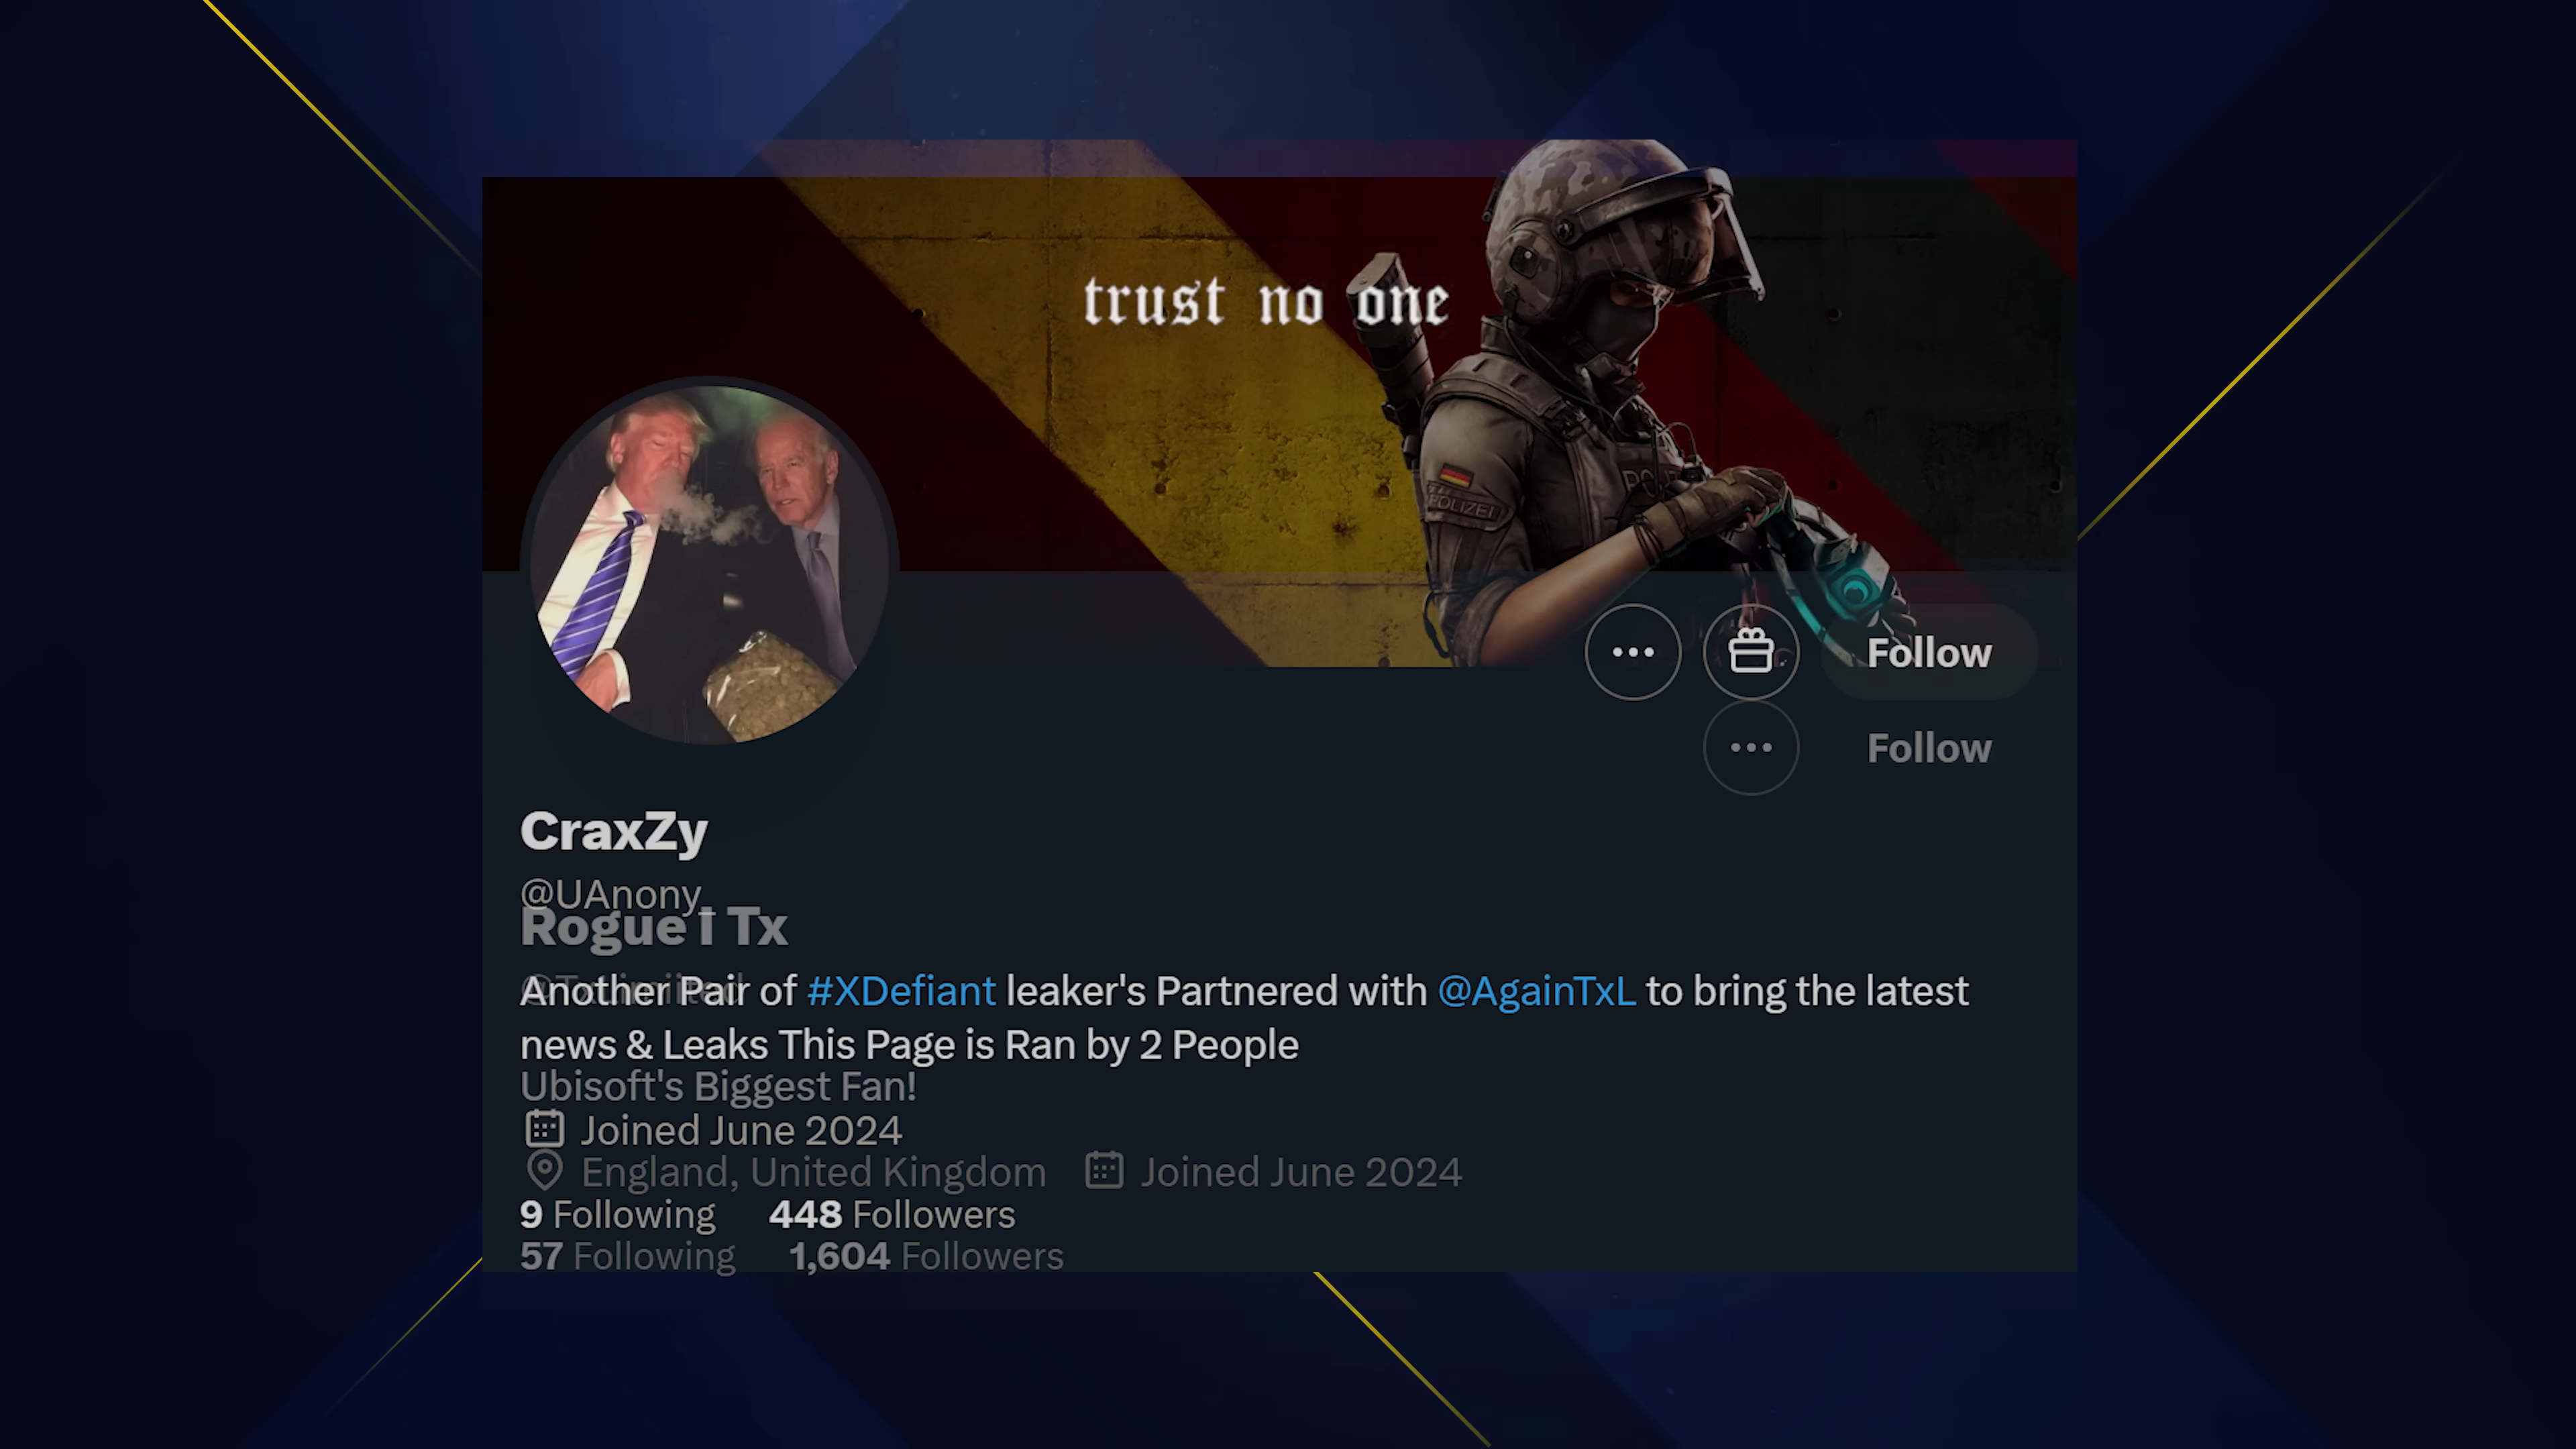 trust no one
POLIZEI
Follow
Follow
CraxZy
@UAnony
Rogue I Tx
Another Pair of #XDefiant leaker's Partnered with @AgainTxL to bring the latest
news & Leaks This Page is Ran by 2 People
Ubisoft's Biggest Fan!
Joined June 2024
England, United Kingdom Joined June 2024
9 Following 448 Followers
57 Following 1,604 Followers